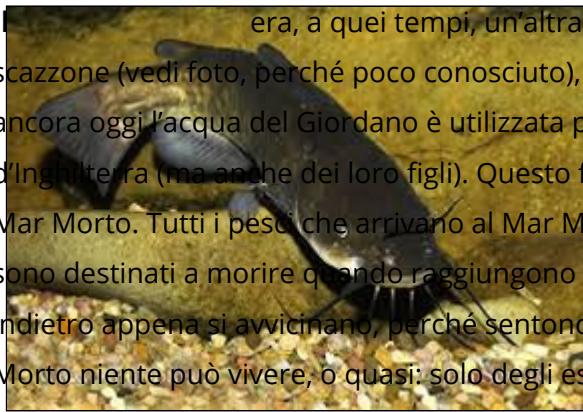 era, a quei tempi, un’altra
scazzone (vedi foto, perché poco conosciuto),
ancora oggi l’acqua del Giordano è utilizzata p
d’Inghilterra (ma anche dei loro figli). Questo f
Mar Morto. Tutti i pesci che arrivano al Mar M
sono destinati a morire quando raggiungono
ndietro appena si avvicinano, perché sentono
Morto niente può vivere, o quasi: solo degli es